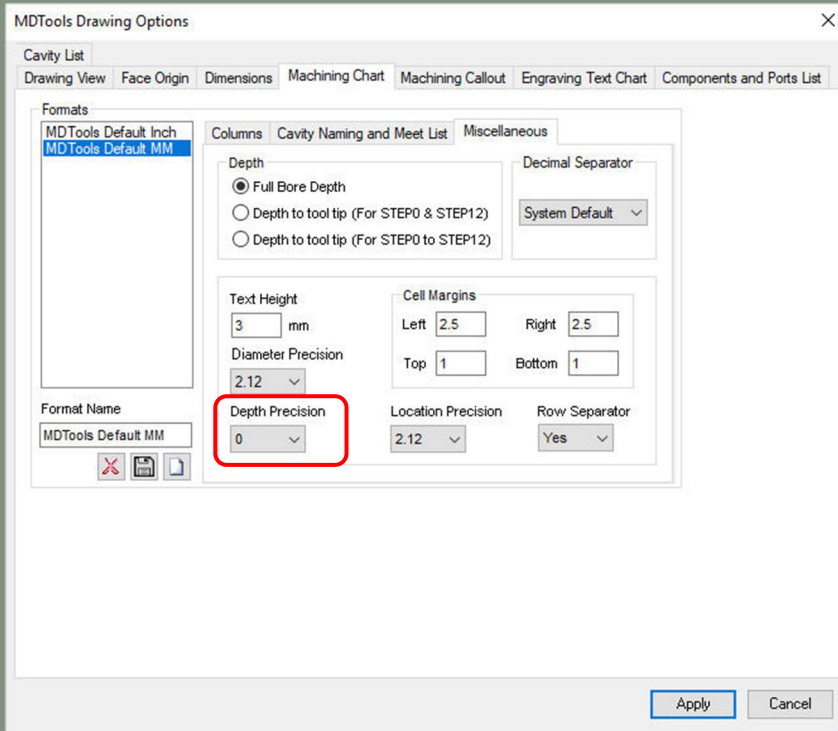 MDTools Drawing Options
Cavity List
Drawing View Face Origin Dimensions Machining Chart Machining Callout Engraving Text Chart Components and Ports List
Formats
MDTools Default Inch
MDTools Default MM
Format Name
MDTools Default MM
Columns Cavity Naming and Meet List Miscellaneous
Depth
Full Bore Depth
Depth to tool tip (For STEP0 & STEP12)
Depth to tool tip (For STEP0 to STEP12)
Decimal Separator
System Default
Text Height
3 mm
Diameter Precision
2.12
Cell Margins
Left 2.5 Right 2.5
Top 1 Bottom 1
Depth Precision
0
Location Precision
2.12
Row Separator
Yes
Apply Cancel